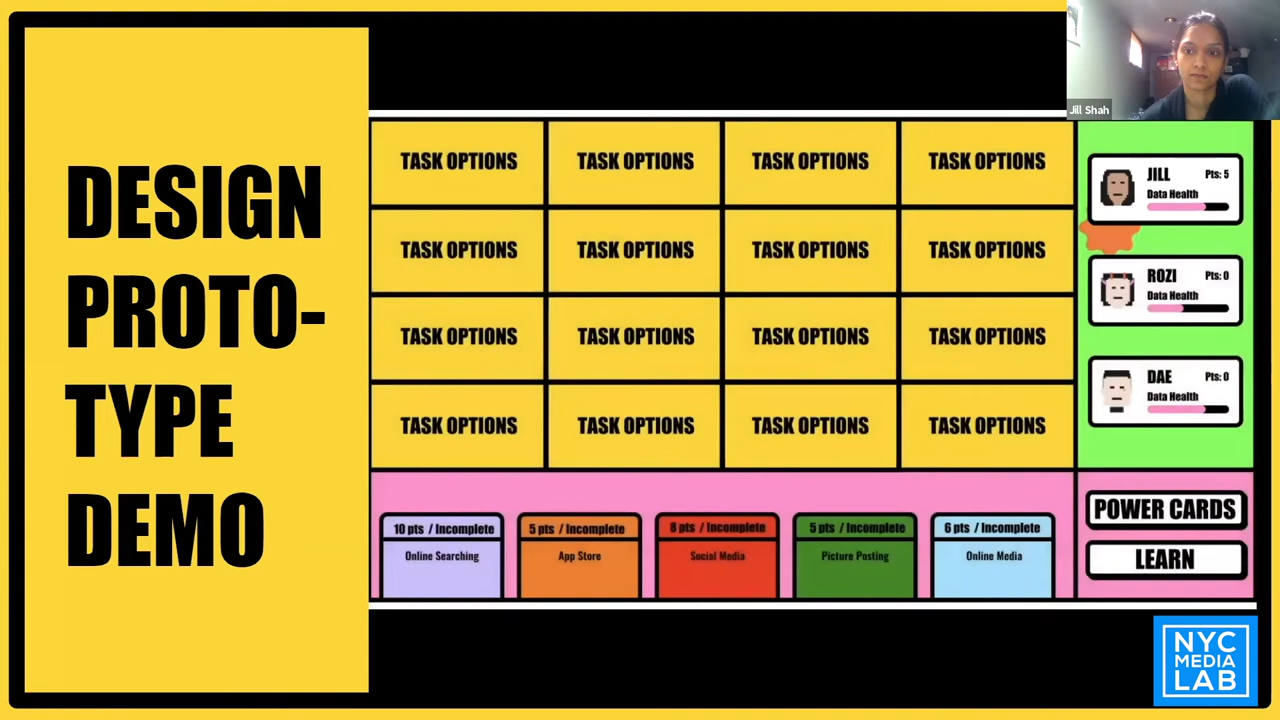 DESIGN
PROTO-
TYPE
DEMO
Jill Shah
TASK OPTIONS TASK OPTIONS TASK OPTIONS TASK OPTIONS
TASK OPTIONS TASK OPTIONS TASK OPTIONS TASK OPTIONS
TASK OPTIONS TASK OPTIONS TASK OPTIONS TASK OPTIONS
TASK OPTIONS TASK OPTIONS TASK OPTIONS TASK OPTIONS
JILL Pts: 5
Data Health
ROZI Pts: 0
Data Health
DAE Pts: 0
Data Health
10 pts / Incomplete
Online Searching
5 pts / Incomplete
App Store
8 pts / Incomplete
Social Media
5 pts / Incomplete
Picture Posting
6 pts / Incomplete
Online Media
POWER CARDS
LEARN
NYC
MEDIA
LAB